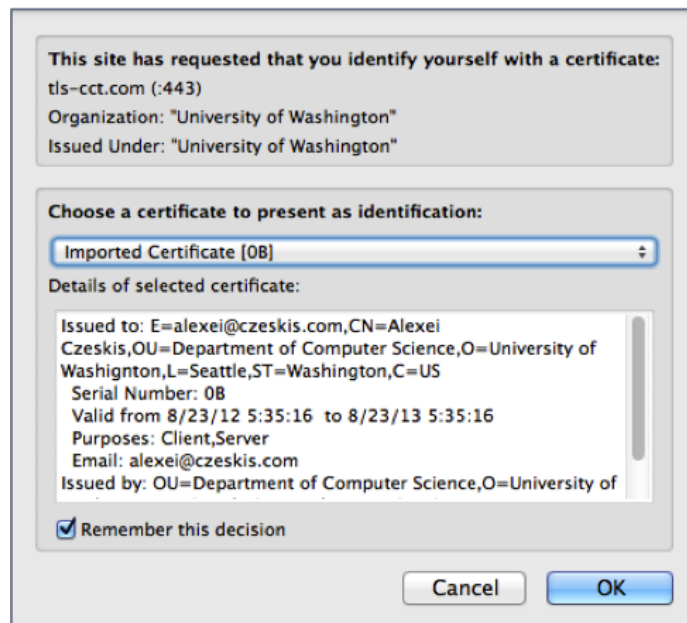 This site has requested that you identify yourself with a certificate:
tls-cct.com (:443)
Organization: "University of Washington"
Issued Under: "University of Washington"
Choose a certificate to present as identification:
Imported Certificate [0B]
Details of selected certificate:
Issued to: E=alexei@czeskis.com,CN=Alexei
Czeskis,OU=Department of Computer Science,O=University of
Washignton,L=Seattle,ST=Washington,C=US
Serial Number: 0B
Valid from 8/23/12 5:35:16 to 8/23/13 5:35:16
Purposes: Client,Server
Email: alexei@czeskis.com
Issued by: OU=Department of Computer Science,O=University of
Remember this decision
Cancel OK